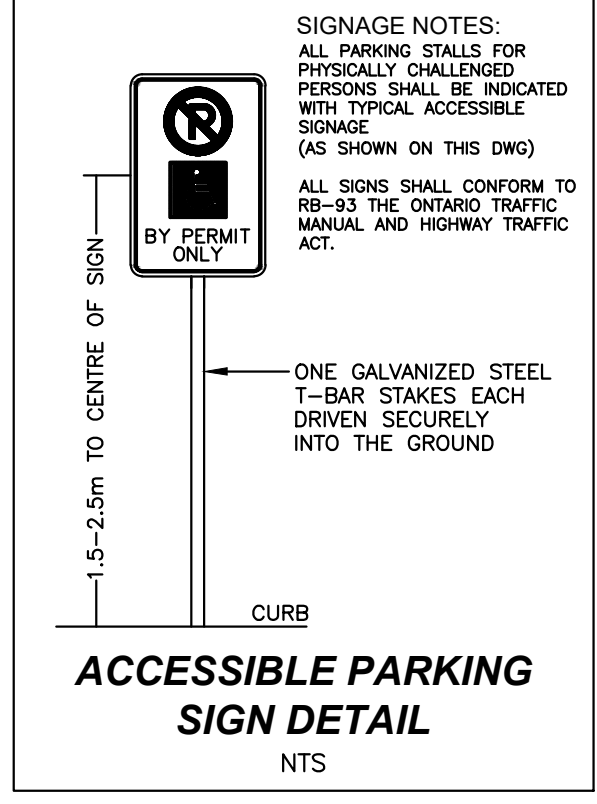 SIGNAGE NOTES:
ALL PARKING STALLS FOR
PHYSICALLY CHALLENGED
PERSONS SHALL BE INDICATED
WITH TYPICAL ACCESSIBLE
SIGNAGE
(AS SHOWN ON THIS DWG)
ALL SIGNS SHALL CONFORM TO
RB-93 THE ONTARIO TRAFFIC
MANUAL AND HIGHWAY TRAFFIC
ACT.
P
BY PERMIT
ONLY
1.5-2.5m TO CENTRE OF SIGN
ONE GALVANIZED STEEL
T-BAR STAKES EACH
DRIVEN SECURELY
INTO THE GROUND
CURB
ACCESSIBLE PARKING
SIGN DETAIL
NTS